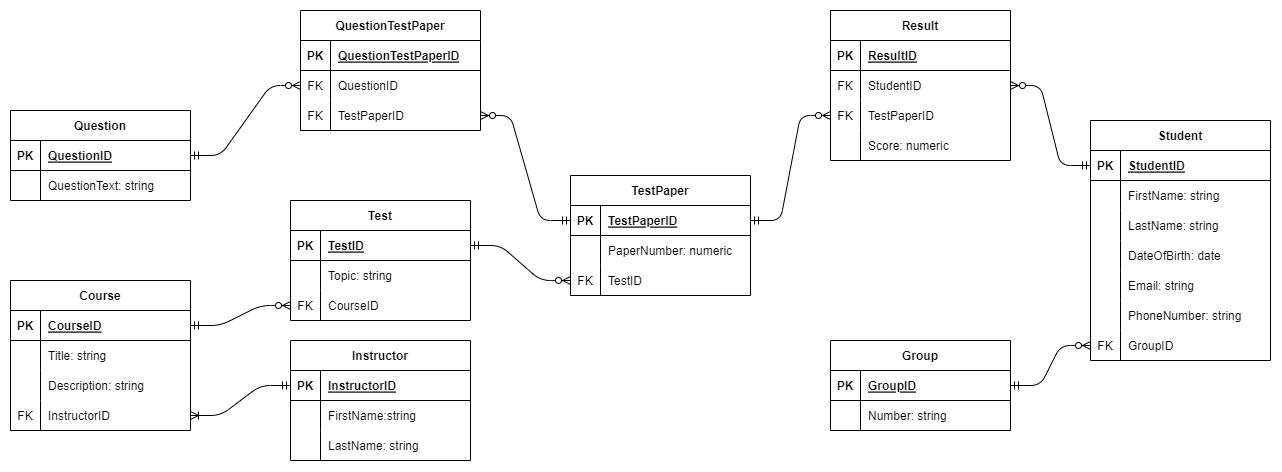 QuestionTestPaper
PK QuestionTestPaperID
FK QuestionID
FK TestPaperID
Result
PK ResultID
FK StudentID
FK TestPaperID
Score: numeric
Question
PK QuestionID
QuestionText: string
Student
PK StudentID
FirstName: string
LastName: string
DateOfBirth: date
Email: string
PhoneNumber: string
FK GroupID
TestPaper
PK TestPaperID
PaperNumber: numeric
FK TestID
Test
PK TestID
Topic: string
FK CourseID
Course
PK CourseID
Title: string
Description: string
FK InstructorID
Instructor
PK InstructorID
FirstName:string
LastName: string
Group
PK GroupID
Number: string